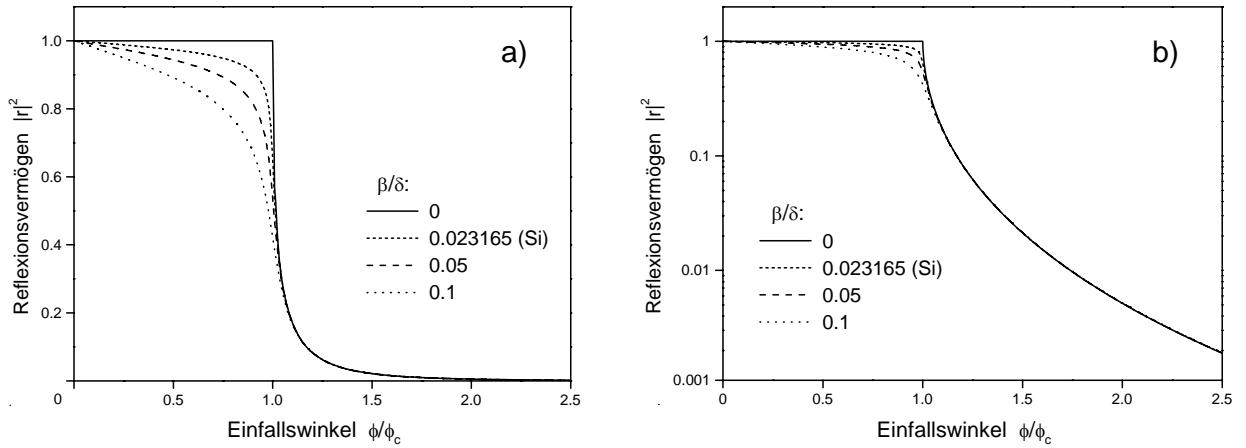 a)
1.0
0.8
0.6
0.4
0.2
Reflexionsvermögen |r|²
β/δ:
0
0.023165 (Si)
0.05
0.1
0 0.5 1.0 1.5 2.0 2.5
Einfallswinkel ϕ/ϕc
b)
1
0.1
0.01
0.001
Reflexionsvermögen |r|²
β/δ:
0
0.023165 (Si)
0.05
0.1
0 0.5 1.0 1.5 2.0 2.5
Einfallswinkel ϕ/ϕc